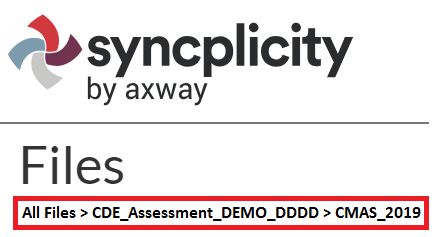 syncplicity
by axway
Files
All Files > CDE_Assessment_DEMO_DDDD > CMAS_2019